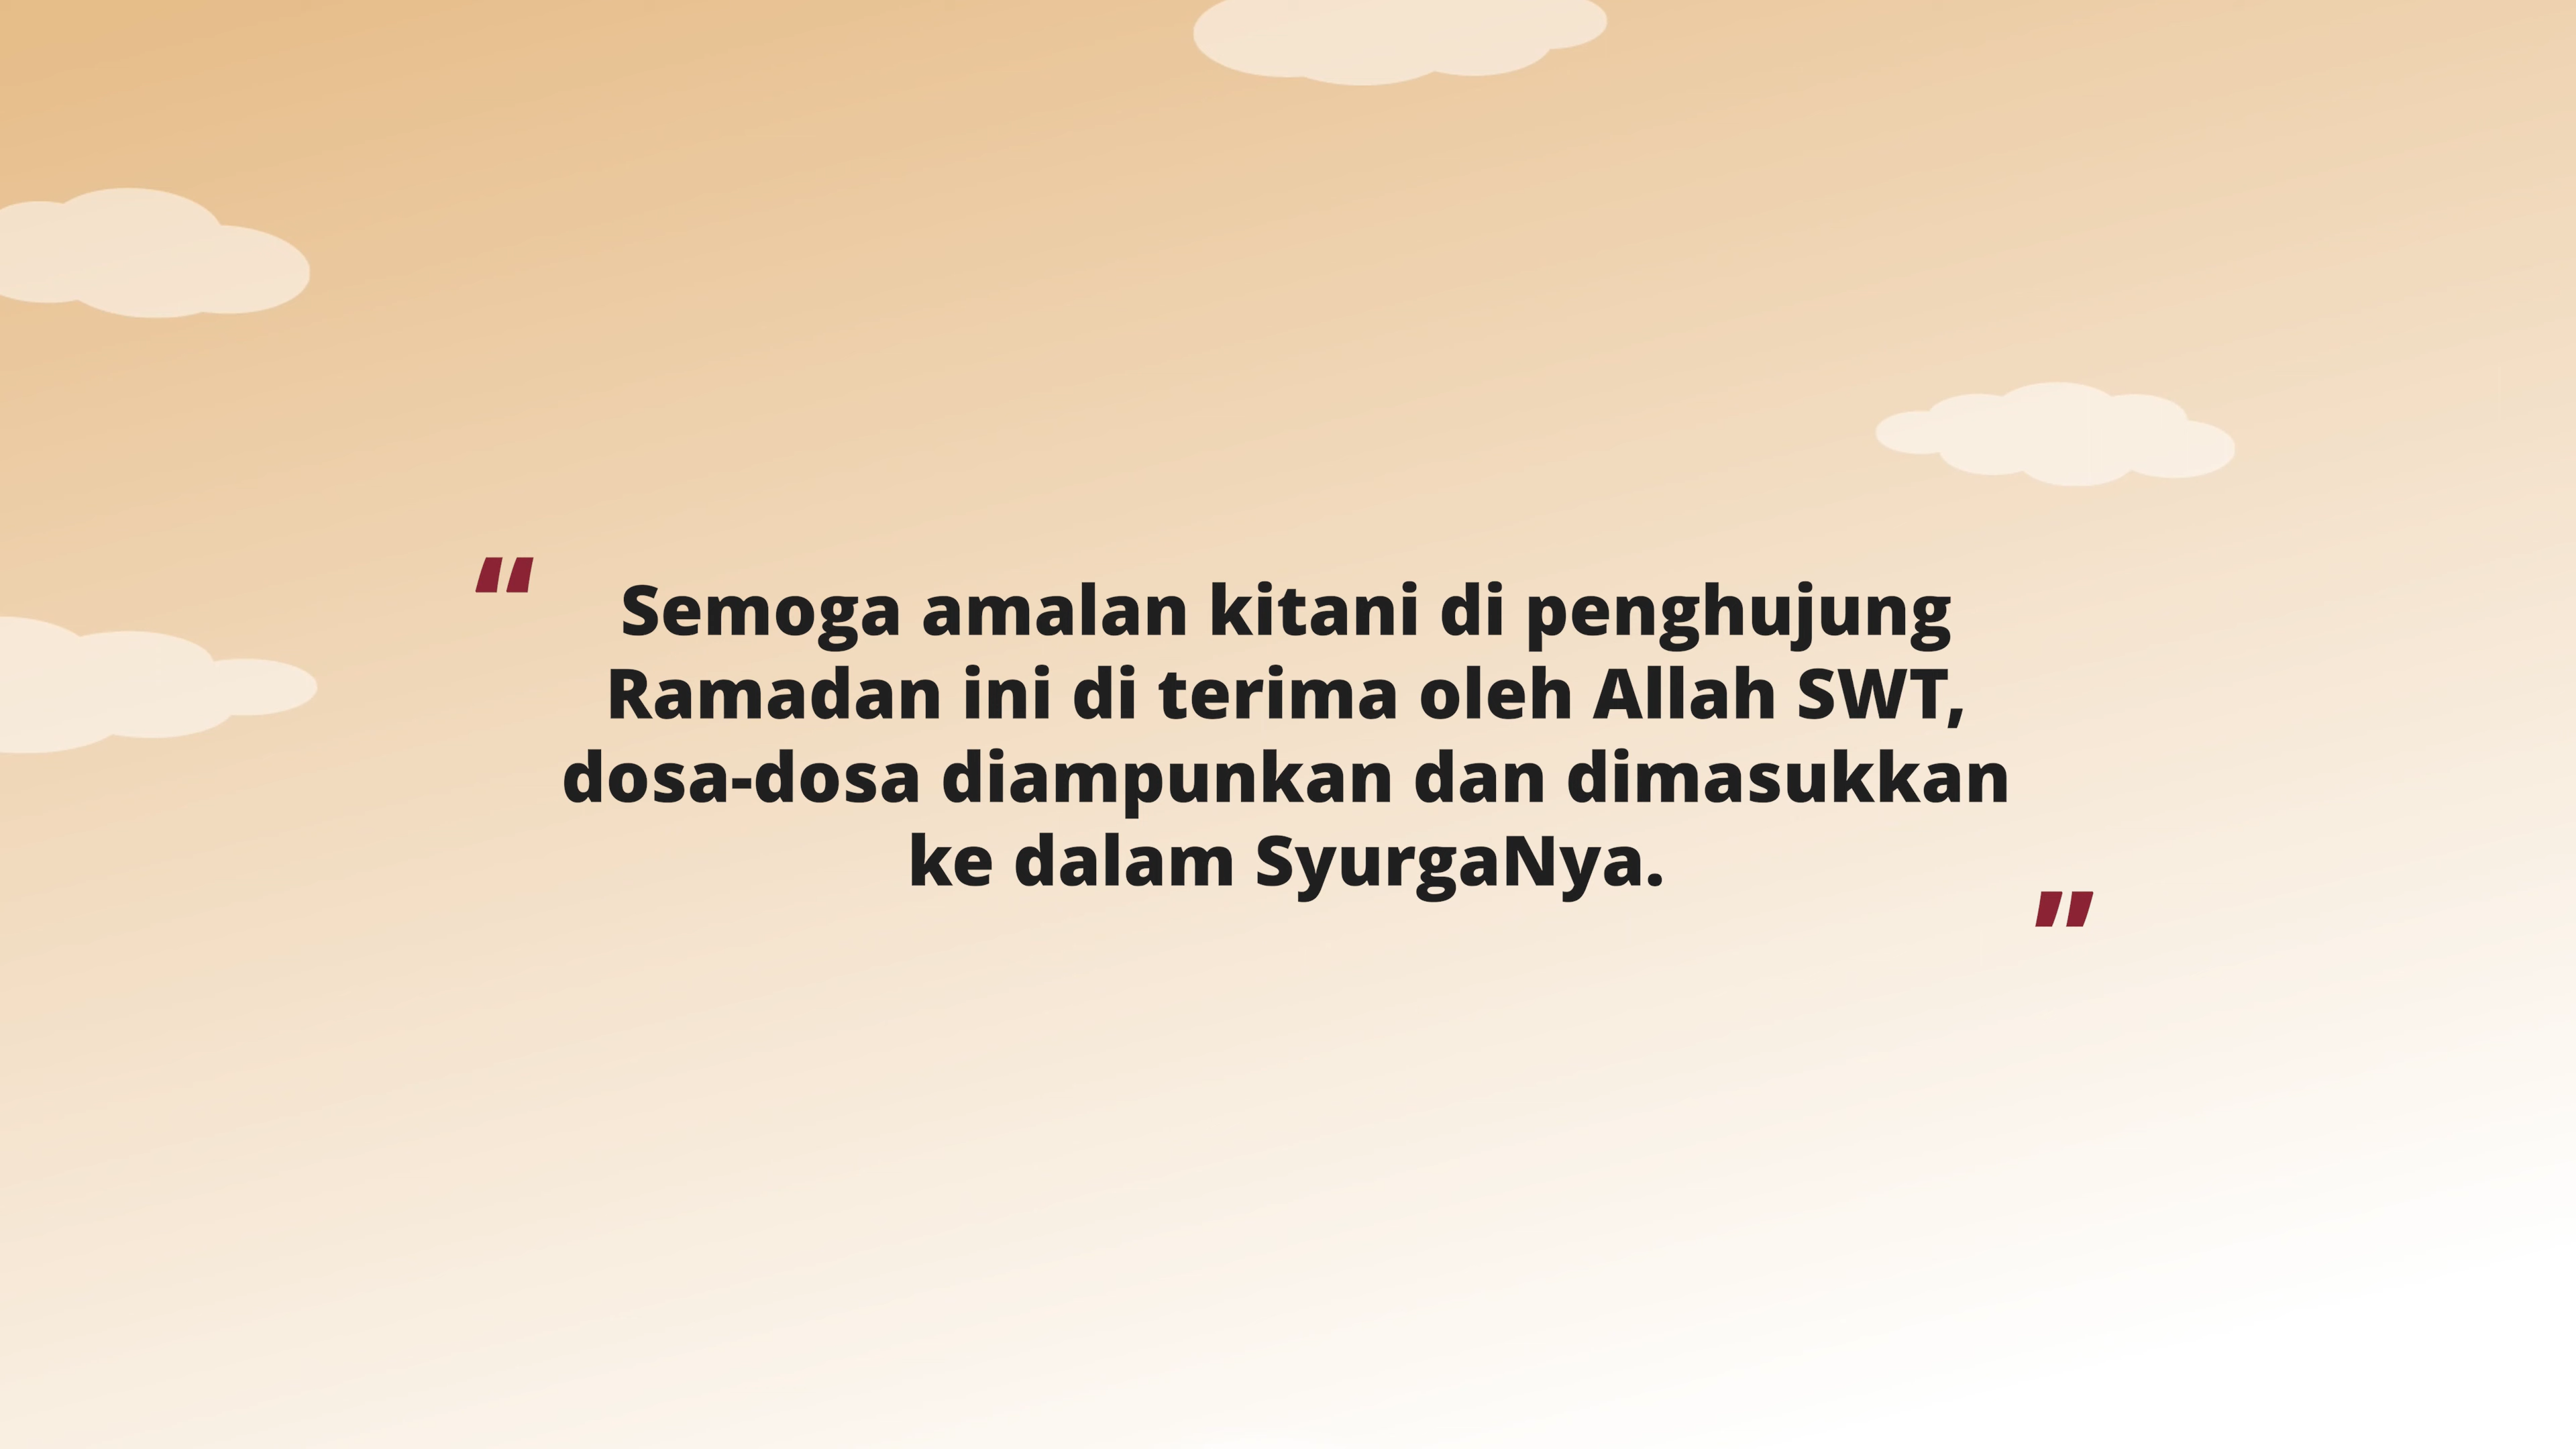 “ Semoga amalan kitani di penghujung
Ramadan ini di terima oleh Allah SWT,
dosa-dosa diampunkan dan dimasukkan
ke dalam SyurgaNya. ”